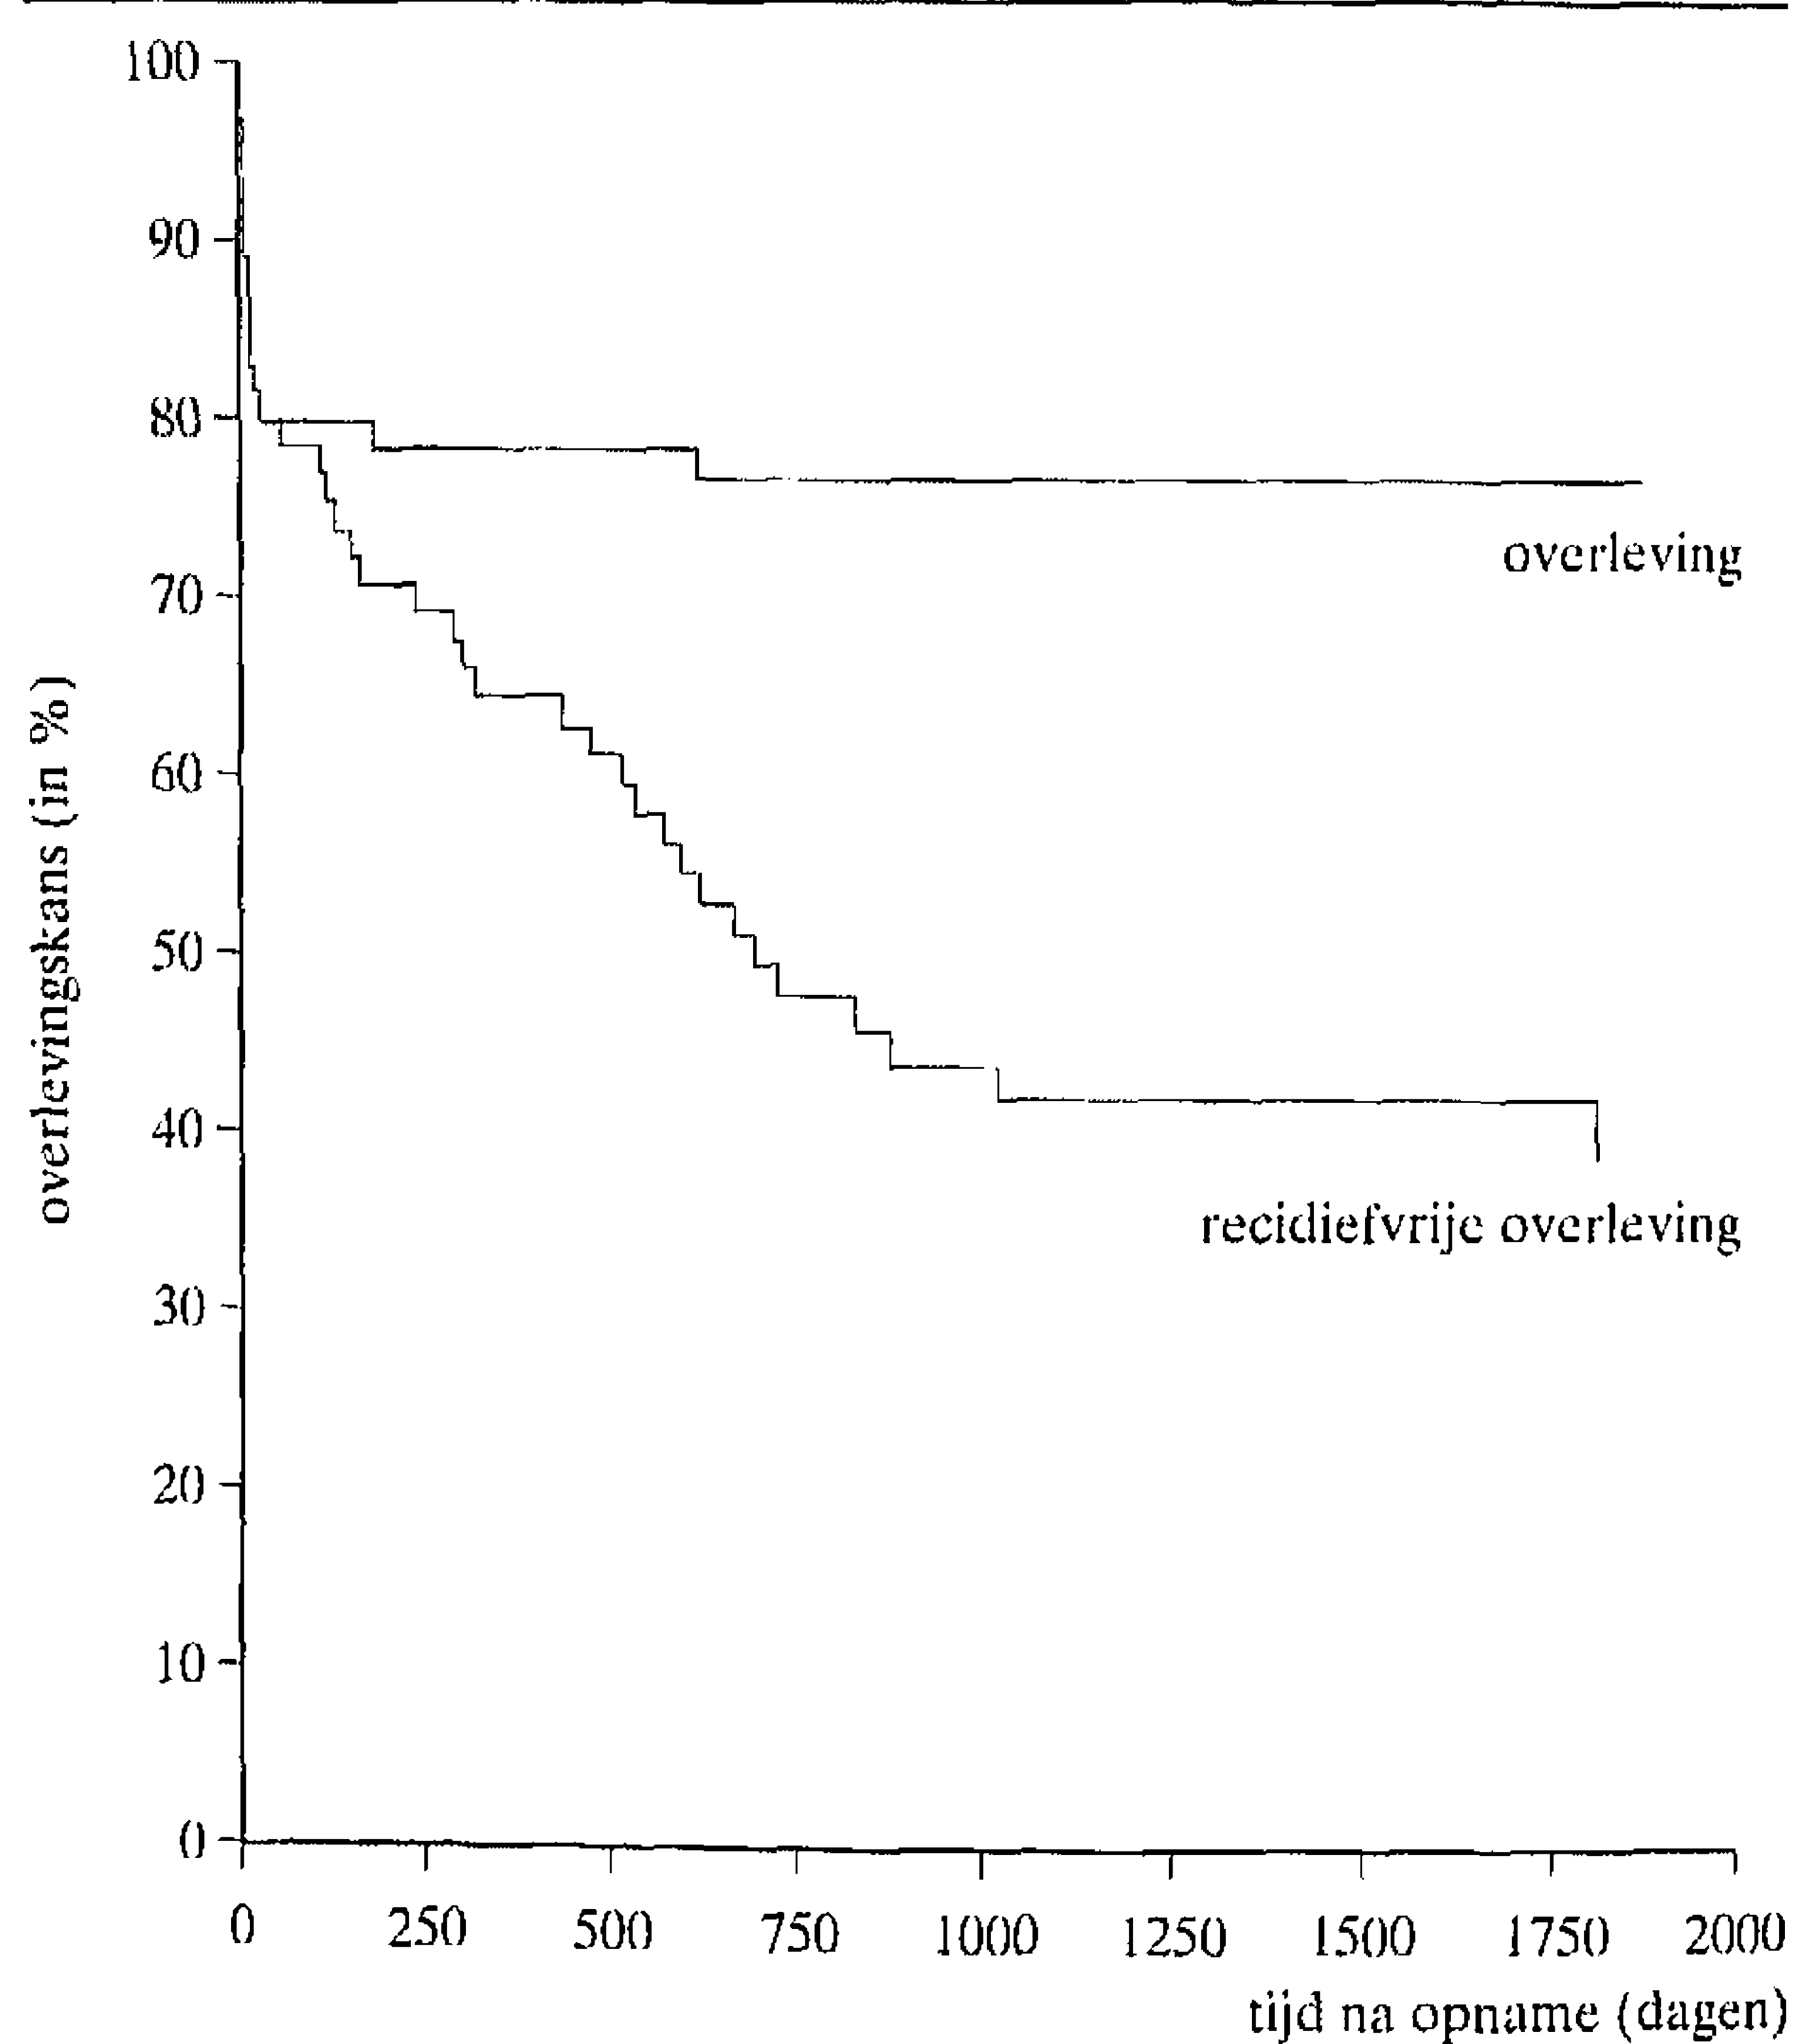 100
90
80
70
60
50
40
30
20
10
0
overlevingskans (in %)
overleving
recidiefvrije overleving
0 250 500 750 1000 1250 1500 1750 2000
tijd na opname (dagen)